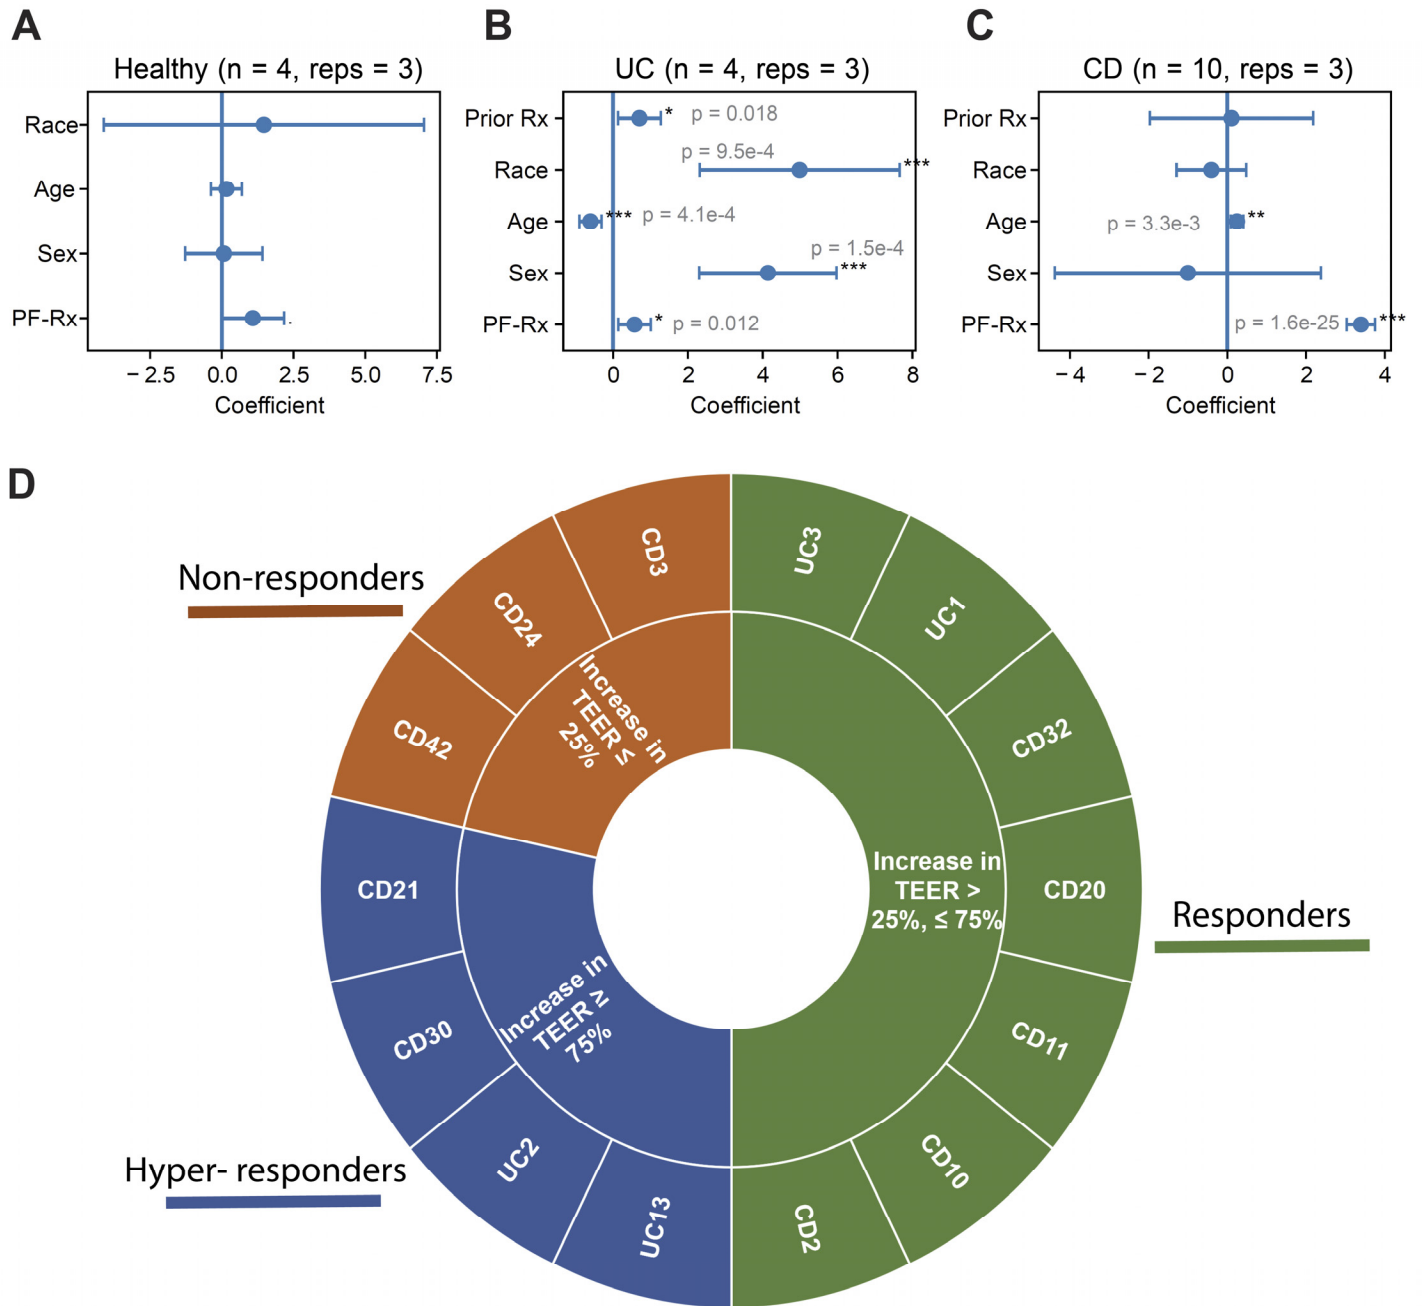 A
Healthy (n = 4, reps = 3)
Race
Age
Sex
PF-Rx
.
−2.5 0.0 2.5 5.0 7.5
Coefficient
B
UC (n = 4, reps = 3)
Prior Rx
* p = 0.018
Race
p = 9.5e-4
***
Age
*** p = 4.1e-4
Sex
p = 1.5e-4
***
PF-Rx
* p = 0.012
0 2 4 6 8
Coefficient
C
CD (n = 10, reps = 3)
Prior Rx
Race
Age
p = 3.3e-3 **
Sex
PF-Rx
p = 1.6e-25 ***
−4 −2 0 2 4
Coefficient
D
Non-responders
CD3
CD24
CD42
Increase in
TEER ≤
25%
UC3
UC1
CD32
CD20
CD11
CD10
CD2
Increase in
TEER >
25%, ≤ 75%
Responders
CD21
CD30
UC2
UC13
Increase in
TEER ≥
75%
Hyper- responders